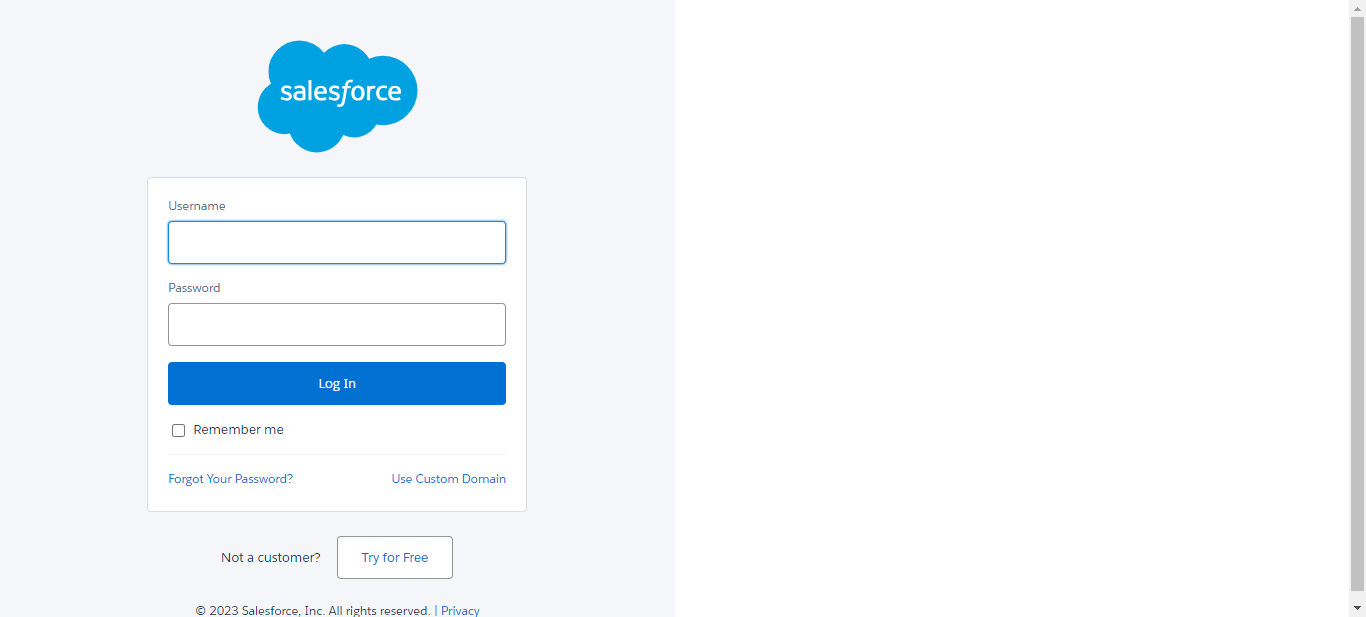 salesforce
Username
Password
Log In
Remember me
Forgot Your Password? Use Custom Domain
Not a customer? Try for Free
© 2023 Salesforce, Inc. All rights reserved. | Privacy